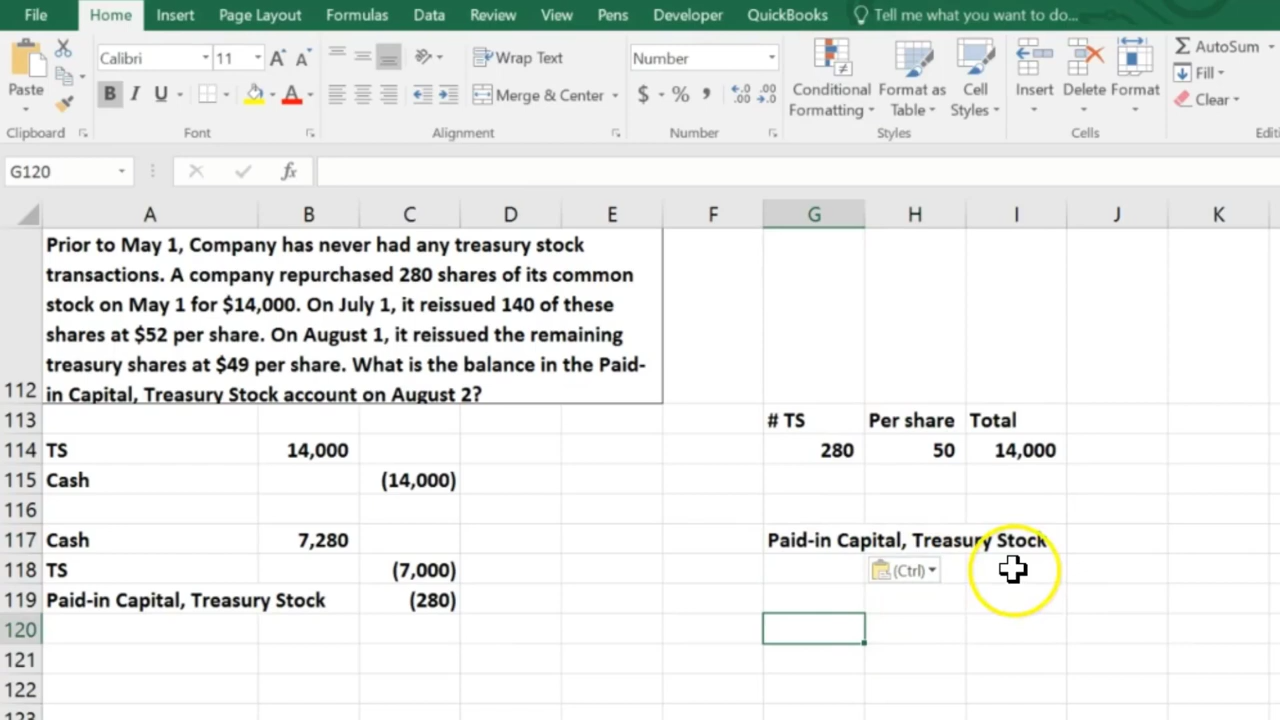 File Home Insert Page Layout Formulas Data Review View Pens Developer QuickBooks Tell me what you want to do...
Paste
Calibri 11 A A
B I U A
Wrap Text
Merge & Center
Number
$ % , .00 .0 .0 .00
Conditional Formatting
Format as Table
Cell Styles
Insert Delete Format
Σ AutoSum
Fill
Clear
Clipboard Font Alignment Number Styles Cells
G120 fx
A B C D E F G H I J K
Prior to May 1, Company has never had any treasury stock
transactions. A company repurchased 280 shares of its common
stock on May 1 for $14,000. On July 1, it reissued 140 of these
shares at $52 per share. On August 1, it reissued the remaining
treasury shares at $49 per share. What is the balance in the Paid-
112 in Capital, Treasury Stock account on August 2?
113 # TS Per share Total
114 TS 14,000 280 50 14,000
115 Cash (14,000)
116
117 Cash 7,280 Paid-in Capital, Treasury Stock
118 TS (7,000) (Ctrl)
119 Paid-in Capital, Treasury Stock (280)
120
121
122